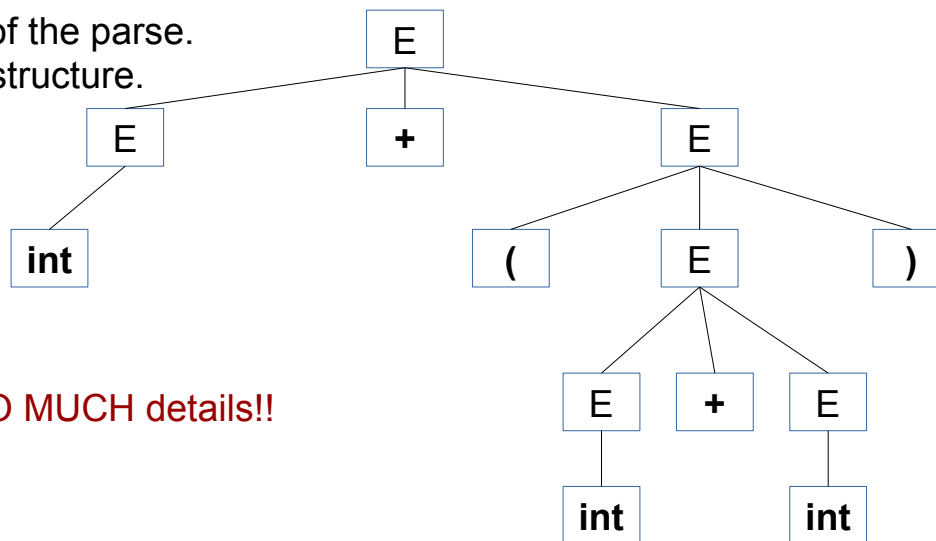 of the parse.
E
structure.
E + E
int ( E )
MUCH details!!
E + E
int int